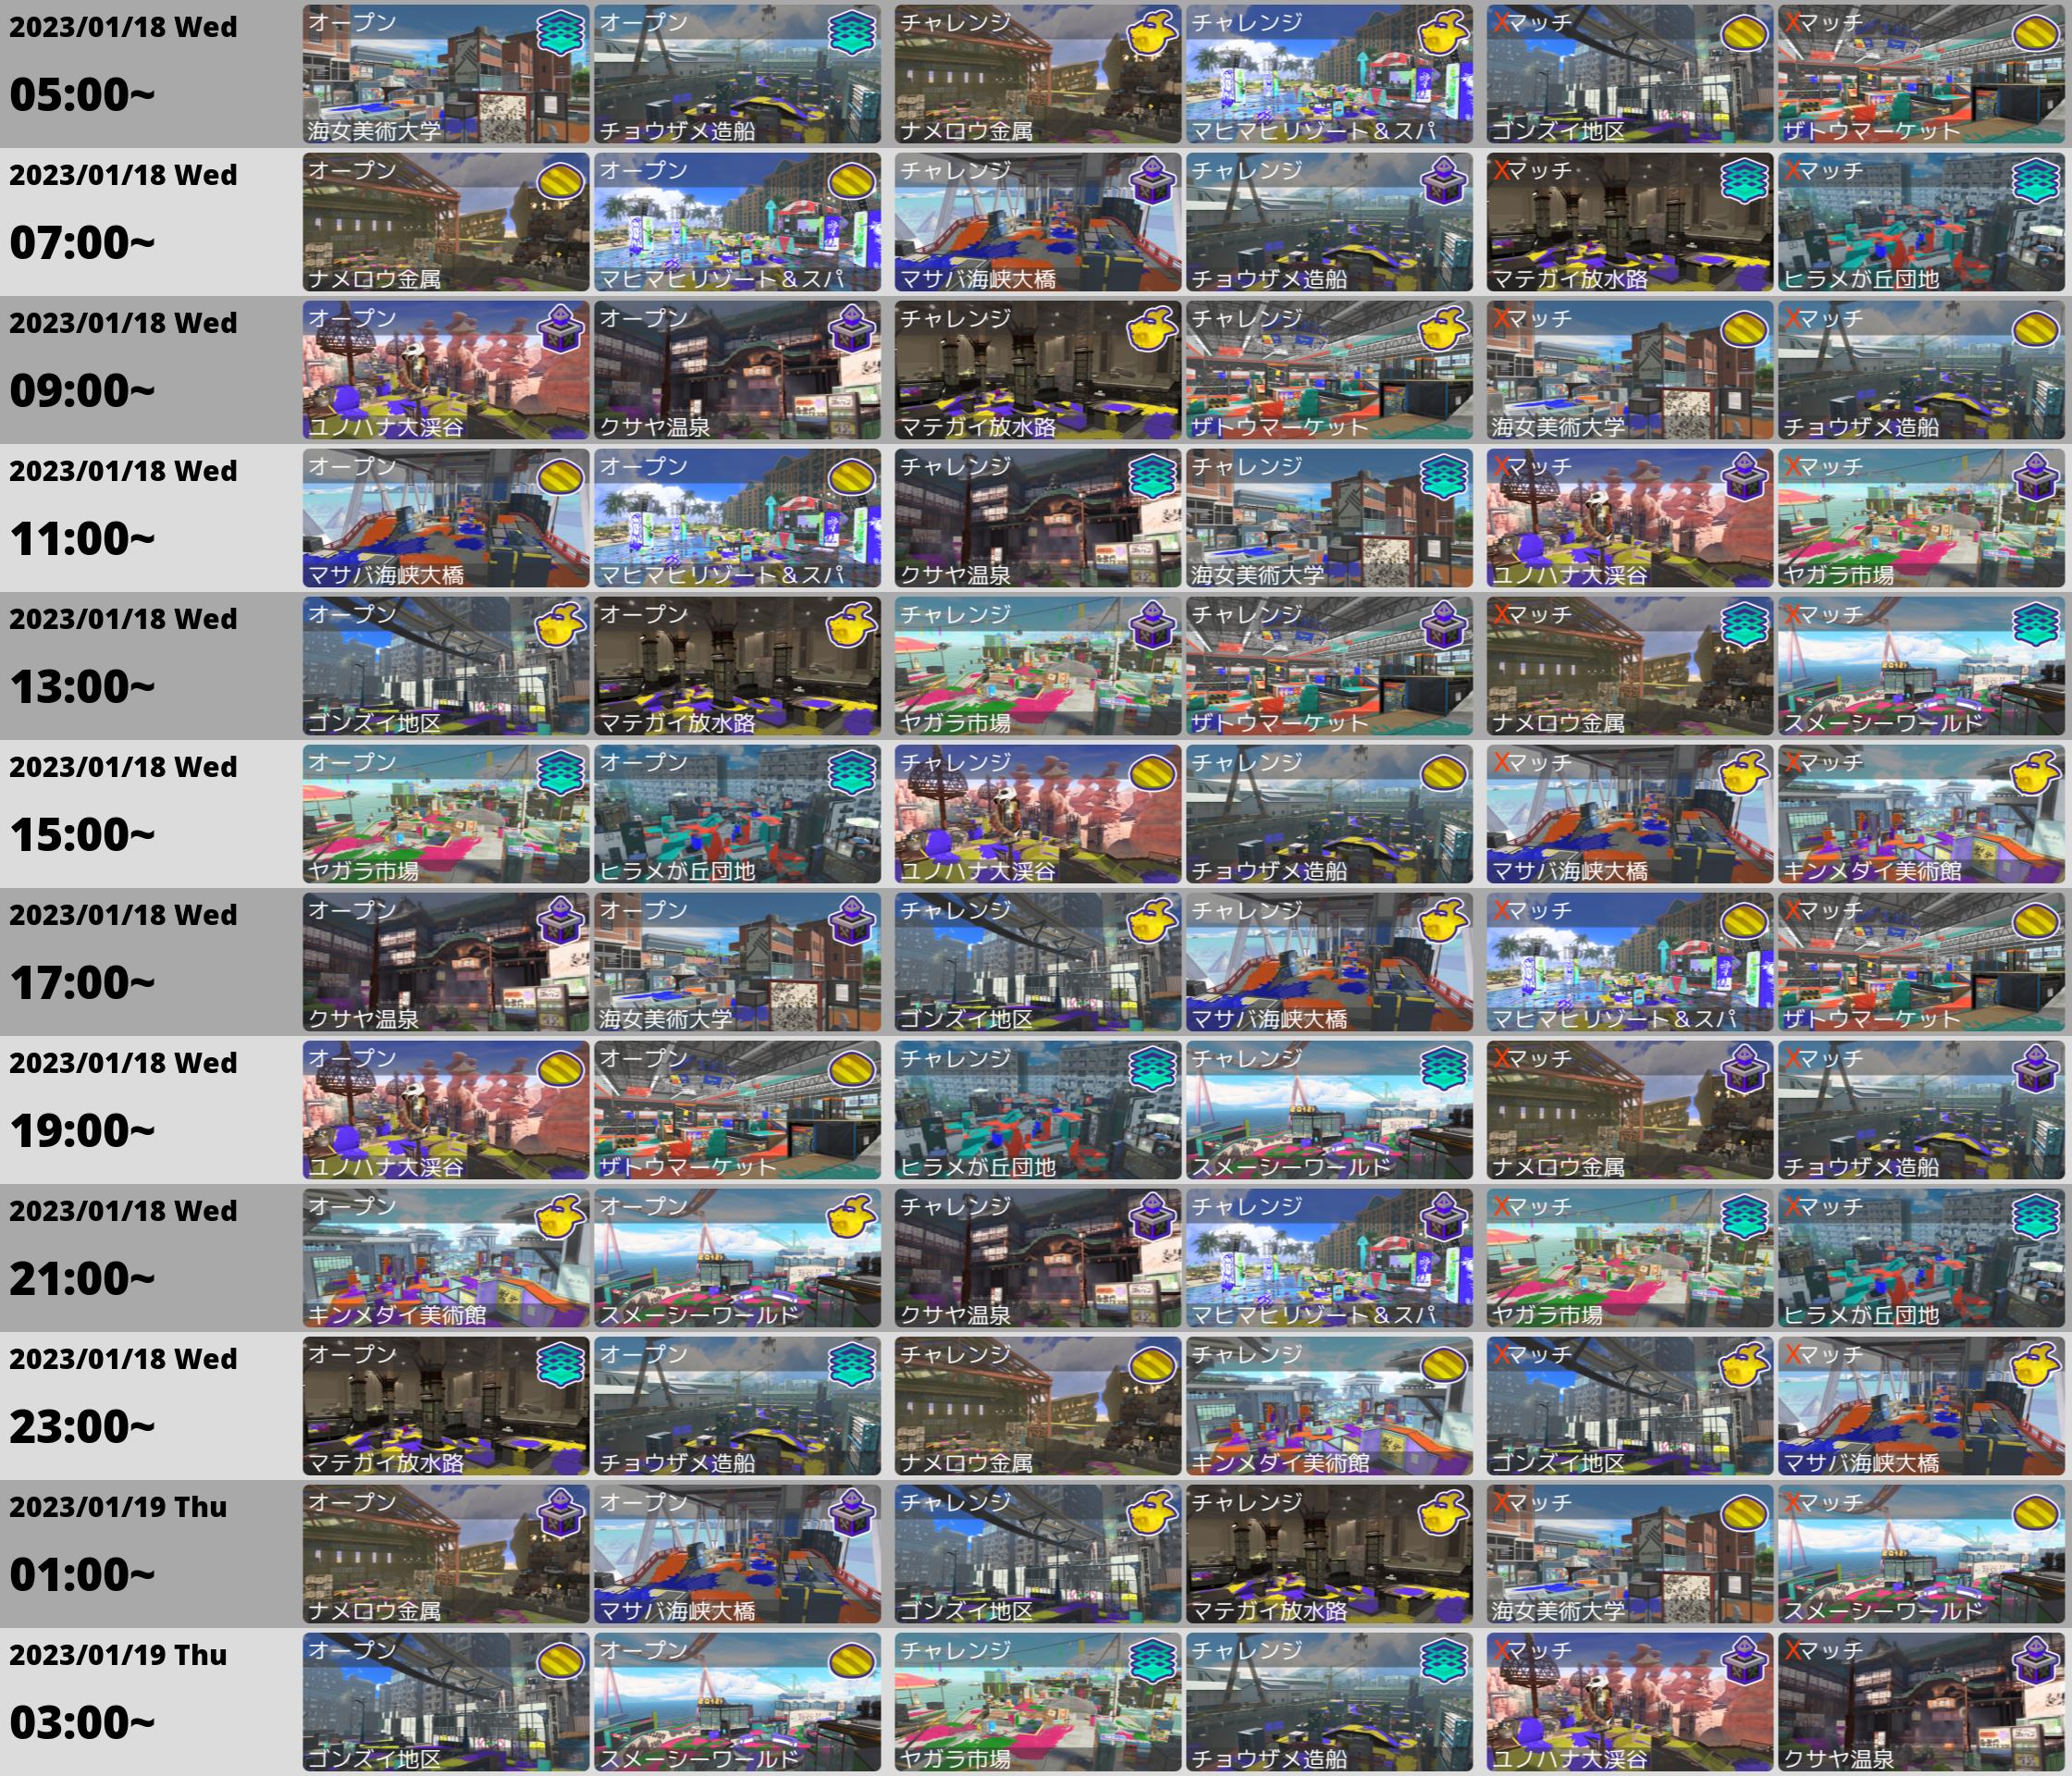 2023/01/18 Wed
05:00~
オープン オープン チャレンジ チャレンジ Xマッチ Xマッチ
海女美術大学 チョウザメ造船 ナメロウ金属 マヒマヒリゾート&スパ ゴンズイ地区 ザトウマーケット
2023/01/18 Wed
07:00~
オープン オープン チャレンジ チャレンジ Xマッチ Xマッチ
ナメロウ金属 マヒマヒリゾート&スパ マサバ海峡大橋 チョウザメ造船 マテガイ放水路 ヒラメが丘団地
2023/01/18 Wed
09:00~
オープン オープン チャレンジ チャレンジ Xマッチ Xマッチ
ユノハナ大渓谷 クサヤ温泉 マテガイ放水路 ザトウマーケット 海女美術大学 チョウザメ造船
2023/01/18 Wed
11:00~
オープン オープン チャレンジ チャレンジ Xマッチ Xマッチ
マサバ海峡大橋 マヒマヒリゾート&スパ クサヤ温泉 海女美術大学 ユノハナ大渓谷 ヤガラ市場
2023/01/18 Wed
13:00~
オープン オープン チャレンジ チャレンジ Xマッチ Xマッチ
ゴンズイ地区 マテガイ放水路 ヤガラ市場 ザトウマーケット ナメロウ金属 スメーシーワールド
2023/01/18 Wed
15:00~
オープン オープン チャレンジ チャレンジ Xマッチ Xマッチ
ヤガラ市場 ヒラメが丘団地 ユノハナ大渓谷 チョウザメ造船 マサバ海峡大橋 キンメダイ美術館
2023/01/18 Wed
17:00~
オープン オープン チャレンジ チャレンジ Xマッチ Xマッチ
クサヤ温泉 海女美術大学 ゴンズイ地区 マサバ海峡大橋 マヒマヒリゾート&スパ ザトウマーケット
2023/01/18 Wed
19:00~
オープン オープン チャレンジ チャレンジ Xマッチ Xマッチ
ユノハナ大渓谷 ザトウマーケット ヒラメが丘団地 スメーシーワールド ナメロウ金属 チョウザメ造船
2023/01/18 Wed
21:00~
オープン オープン チャレンジ チャレンジ Xマッチ Xマッチ
キンメダイ美術館 スメーシーワールド クサヤ温泉 マヒマヒリゾート&スパ ヤガラ市場 ヒラメが丘団地
2023/01/18 Wed
23:00~
オープン オープン チャレンジ チャレンジ Xマッチ Xマッチ
マテガイ放水路 チョウザメ造船 ナメロウ金属 キンメダイ美術館 ゴンズイ地区 マサバ海峡大橋
2023/01/19 Thu
01:00~
オープン オープン チャレンジ チャレンジ Xマッチ Xマッチ
ナメロウ金属 マサバ海峡大橋 ゴンズイ地区 マテガイ放水路 海女美術大学 スメーシーワールド
2023/01/19 Thu
03:00~
オープン オープン チャレンジ チャレンジ Xマッチ Xマッチ
ゴンズイ地区 スメーシーワールド ヤガラ市場 チョウザメ造船 ユノハナ大渓谷 クサヤ温泉